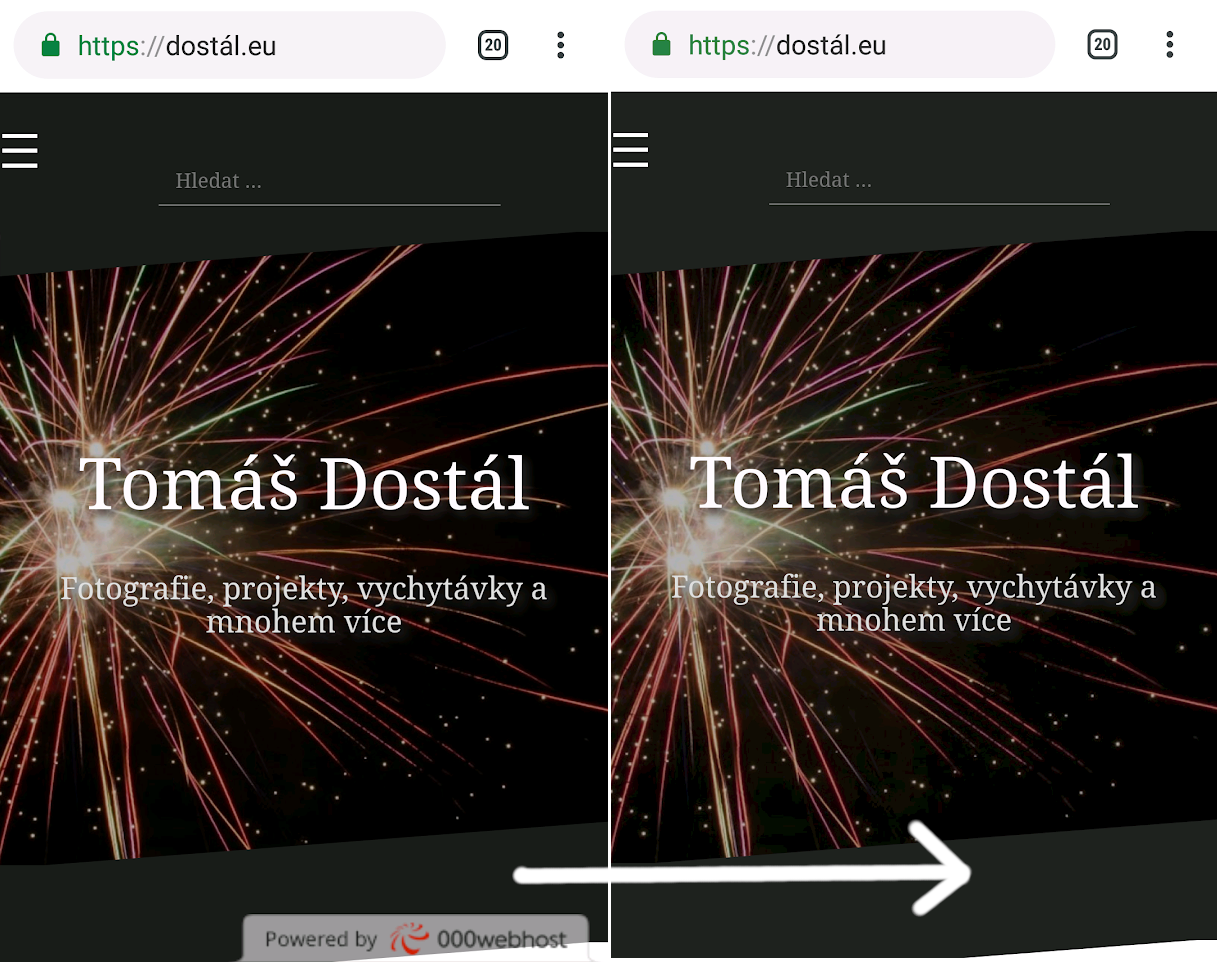 https://dostál.eu
20
Hledat ...
Tomáš Dostál
Fotografie, projekty, vychytávky a
mnohem více
Powered by 000webhost
https://dostál.eu
20
Hledat ...
Tomáš Dostál
Fotografie, projekty, vychytávky a
mnohem více